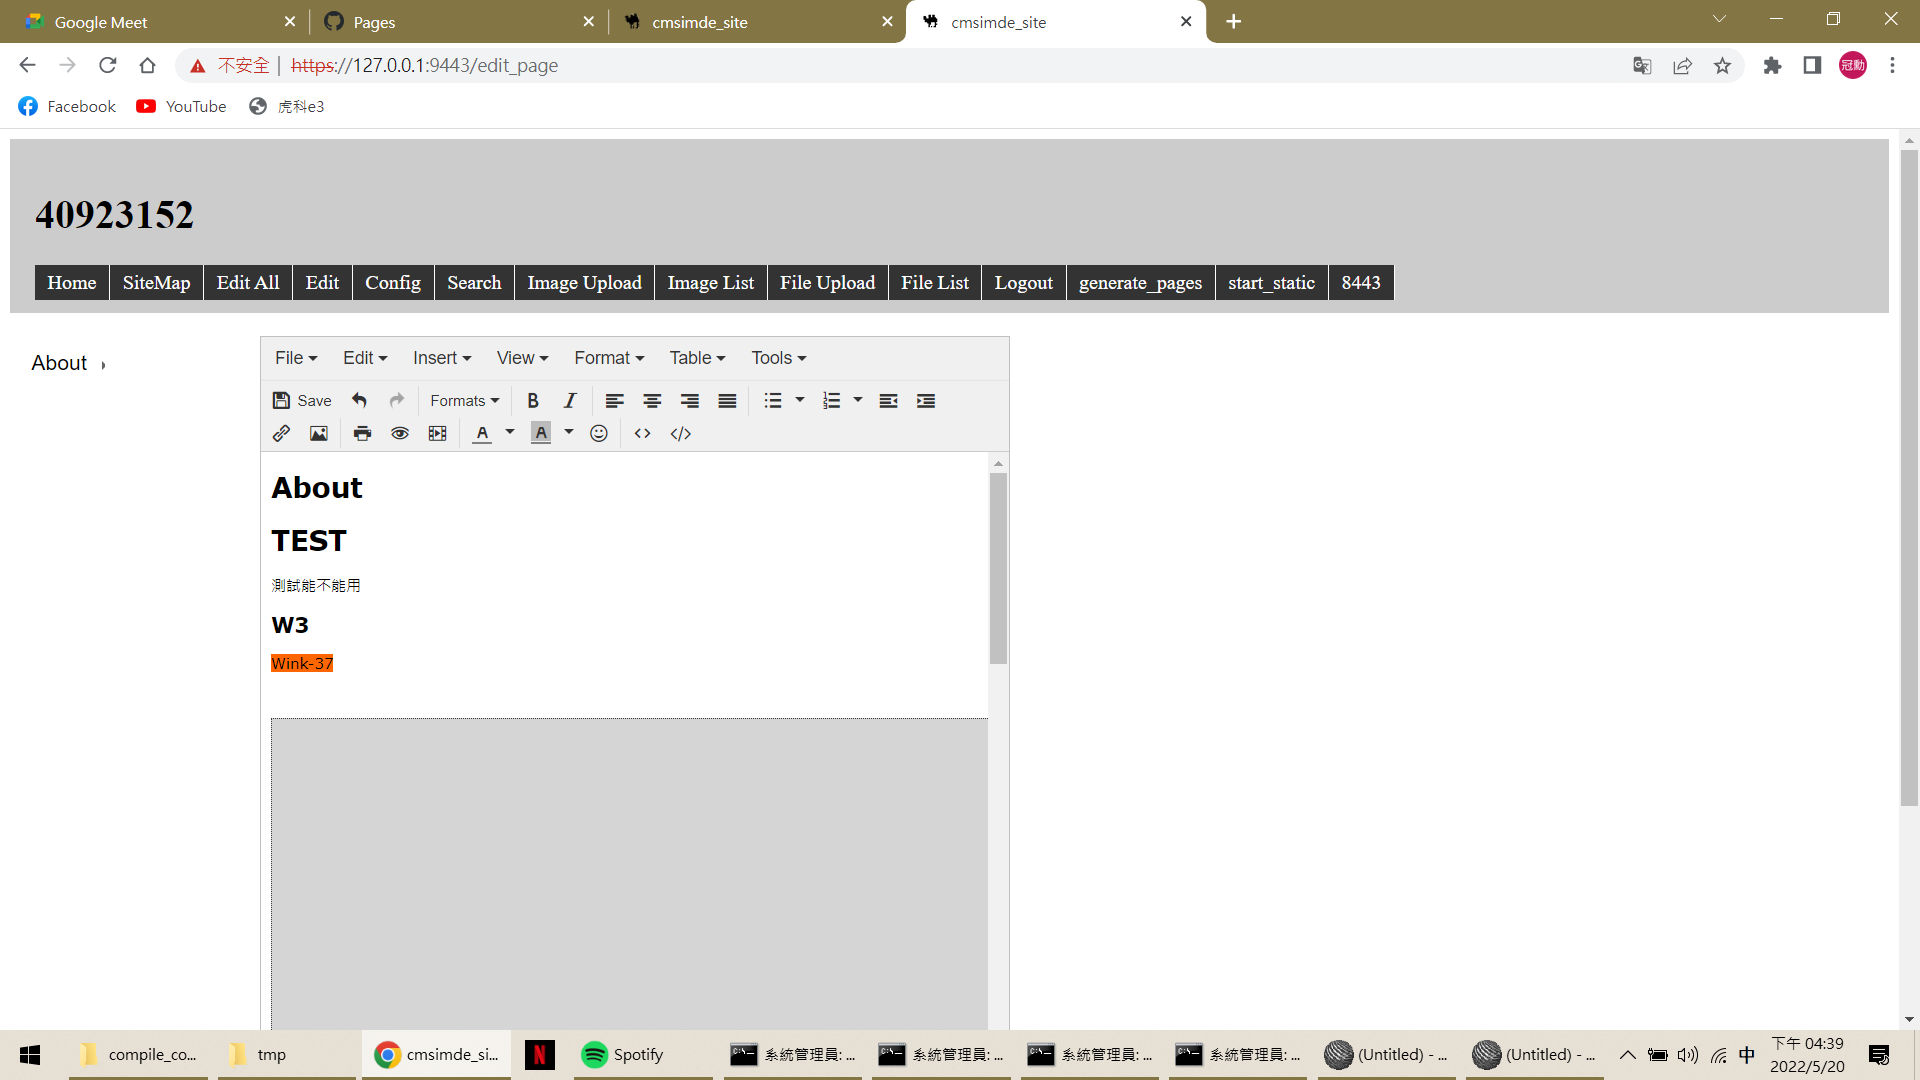 Google Meet
Pages
cmsimde_site
cmsimde_site
不安全 | https://127.0.0.1:9443/edit_page
冠勳
Facebook
YouTube
虎科e3
40923152
Home SiteMap Edit All Edit Config Search Image Upload Image List File Upload File List Logout generate_pages start_static 8443
About
File Edit Insert View Format Table Tools
Save Formats B I
A A
About
TEST
測試能不能用
W3
Wink-37
compile_co... tmp cmsimde_si... Spotify 系統管理員: ... 系統管理員: ... 系統管理員: ... 系統管理員: ... (Untitled) - ... (Untitled) - ... 中
下午 04:39
2022/5/20